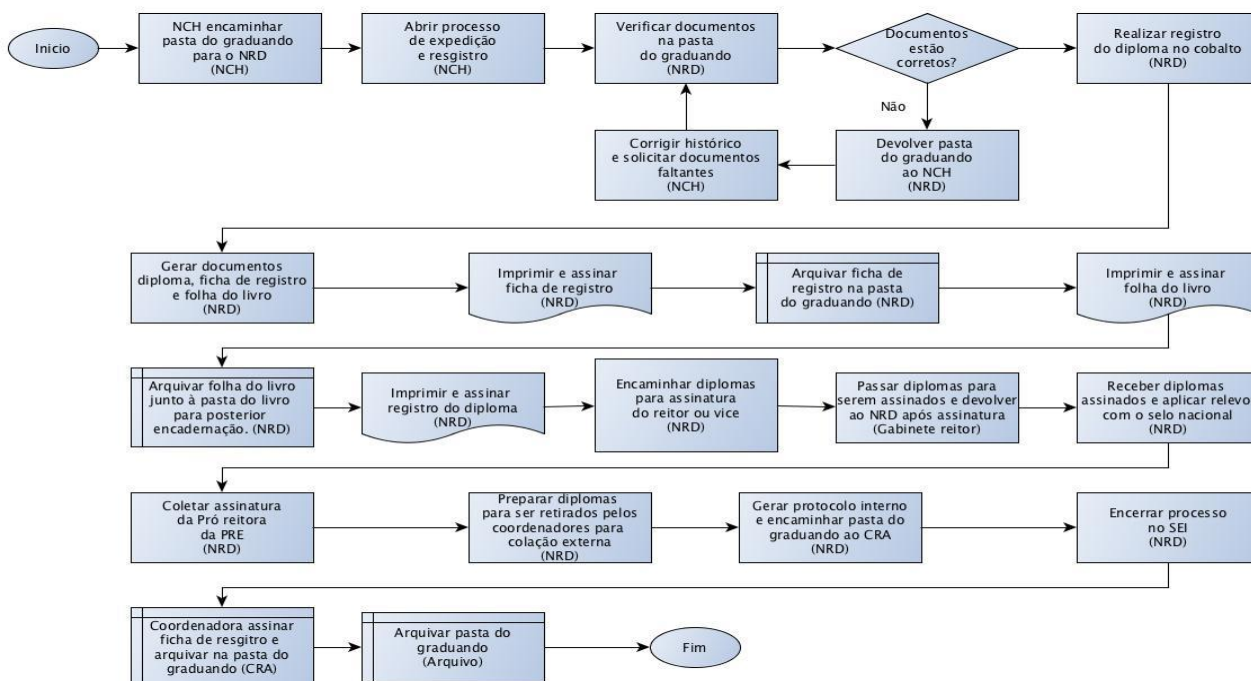 Inicio
NCH encaminhar
pasta do graduando
para o NRD
(NCH)
Abrir processo
de expedição
e resgistro
(NCH)
Verificar documentos
na pasta
do graduando
(NRD)
Documentos
estão
corretos?
Realizar registro
do diploma no cobalto
(NRD)
Não
Corrigir histórico
e solicitar documentos
faltantes
(NCH)
Devolver pasta
do graduando
ao NCH
(NRD)
Gerar documentos
diploma, ficha de registro
e folha do livro
(NRD)
Imprimir e assinar
ficha de registro
(NRD)
Arquivar ficha de
registro na pasta
do graduando (NRD)
Imprimir e assinar
folha do livro
(NRD)
Arquivar folha do livro
junto à pasta do livro
para posterior
encadernação. (NRD)
Imprimir e assinar
registro do diploma
(NRD)
Encaminhar diplomas
para assinatura
do reitor ou vice
(NRD)
Passar diplomas para
serem assinados e devolver
ao NRD após assinatura
(Gabinete reitor)
Receber diplomas
assinados e aplicar relevo
com o selo nacional
(NRD)
Coletar assinatura
da Pró reitora
da PRE
(NRD)
Preparar diplomas
para ser retirados pelos
coordenadores para
colação externa
(NRD)
Gerar protocolo interno
e encaminhar pasta do
graduando ao CRA
(NRD)
Encerrar processo
no SEI
(NRD)
Coordenadora assinar
ficha de resgitro e
arquivar na pasta do
graduando (CRA)
Arquivar pasta do
graduando
(Arquivo)
Fim